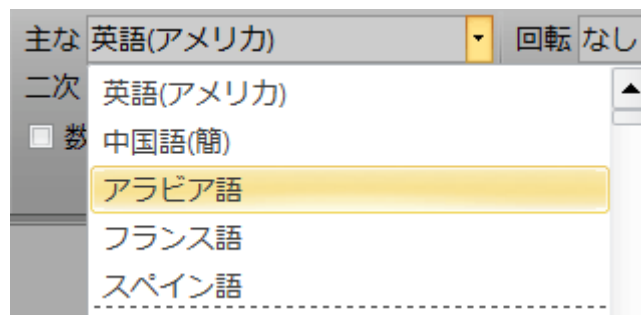 主な 英語(アメリカ) 回転 なし
二次
英語(アメリカ)
数
中国語(簡)
アラビア語
フランス語
スペイン語